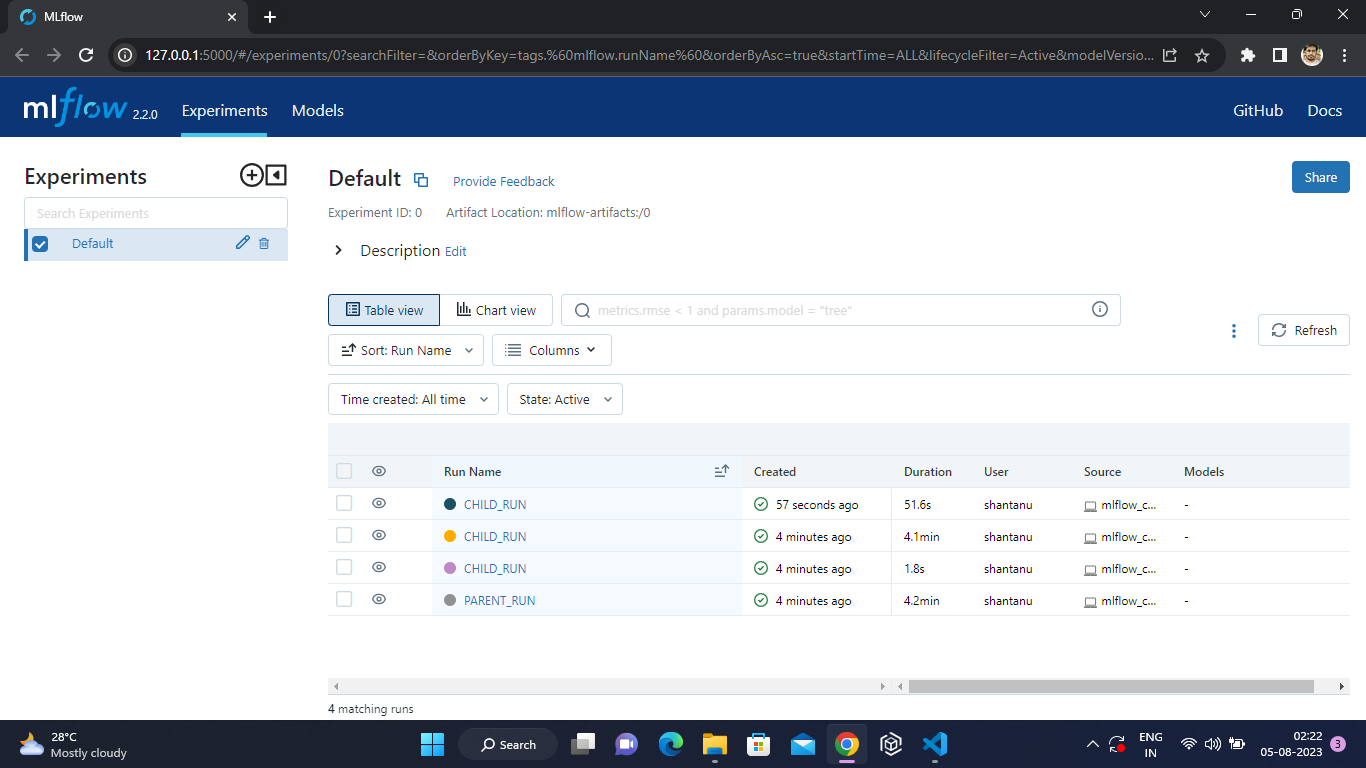 MLflow
127.0.0.1:5000/#/experiments/0?searchFilter=&orderByKey=tags.%60mlflow.runName%60&orderByAsc=true&startTime=ALL&lifecycleFilter=Active&modelVersio...
mlflow 2.2.0 Experiments Models GitHub Docs
Experiments
Search Experiments
Default
Default Provide Feedback Share
Experiment ID: 0 Artifact Location: mlflow-artifacts:/0
Description Edit
Table view Chart view metrics.rmse < 1 and params.model = "tree"
Refresh
Sort: Run Name Columns
Time created: All time State: Active
Run Name Created Duration User Source Models
CHILD_RUN 57 seconds ago 51.6s shantanu mlflow_c... -
CHILD_RUN 4 minutes ago 4.1min shantanu mlflow_c... -
CHILD_RUN 4 minutes ago 1.8s shantanu mlflow_c... -
PARENT_RUN 4 minutes ago 4.2min shantanu mlflow_c... -
4 matching runs
28°C
Mostly cloudy
Search
ENG
IN
02:22
05-08-2023
3